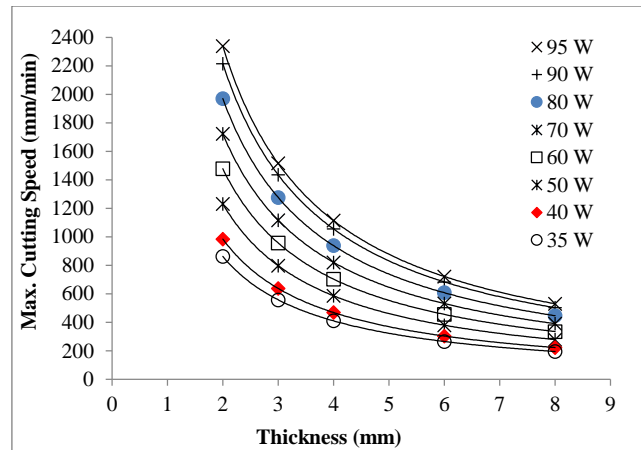 Max. Cutting Speed (mm/min)
2400
2200
2000
1800
1600
1400
1200
1000
800
600
400
200
0
0 1 2 3 4 5 6 7 8 9
Thickness (mm)
95 W
90 W
80 W
70 W
60 W
50 W
40 W
35 W